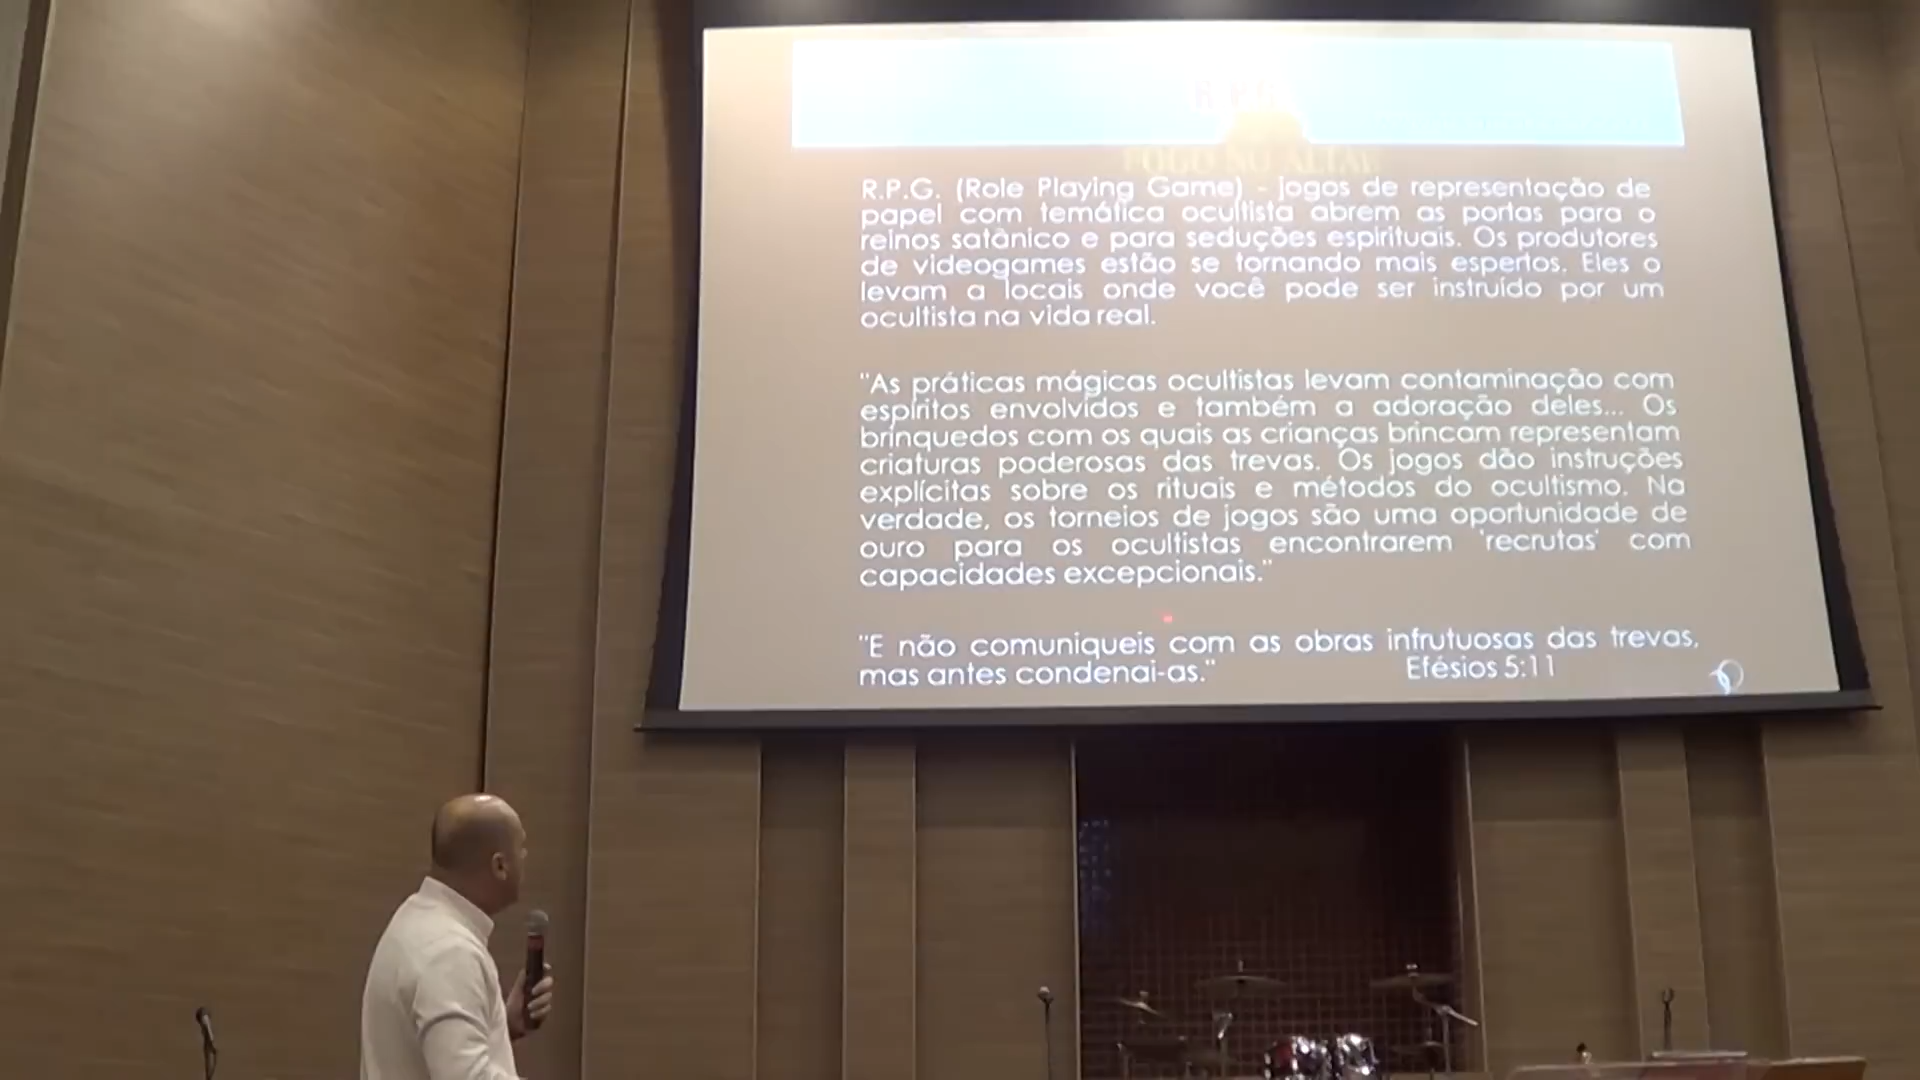 R.P.G.
FOGO NO ALTAR
R.P.G. (Role Playing Game) - jogos de representação de
papel com temática ocultista abrem as portas para o
reinos satânico e para seduções espirituais. Os produtores
de videogames estão se tornando mais espertos. Eles o
levam a locais onde você pode ser instruído por um
ocultista na vida real.
"As práticas mágicas ocultistas levam contaminação com
espíritos envolvidos e também a adoração deles... Os
brinquedos com os quais as crianças brincam representam
criaturas poderosas das trevas. Os jogos dão instruções
explícitas sobre os rituais e métodos do ocultismo. Na
verdade, os torneios de jogos são uma oportunidade de
ouro para os ocultistas encontrarem 'recrutas' com
capacidades excepcionais."
"E não comuniqueis com as obras infrutuosas das trevas,
mas antes condenai-as." Efésios 5:11